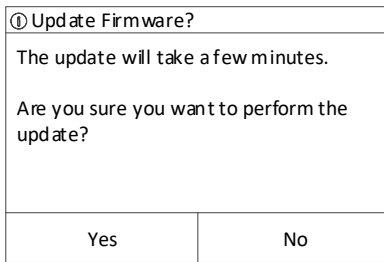 Update Firmware?
The update will take a few minutes.
Are you sure you want to perform the
update?
Yes
No